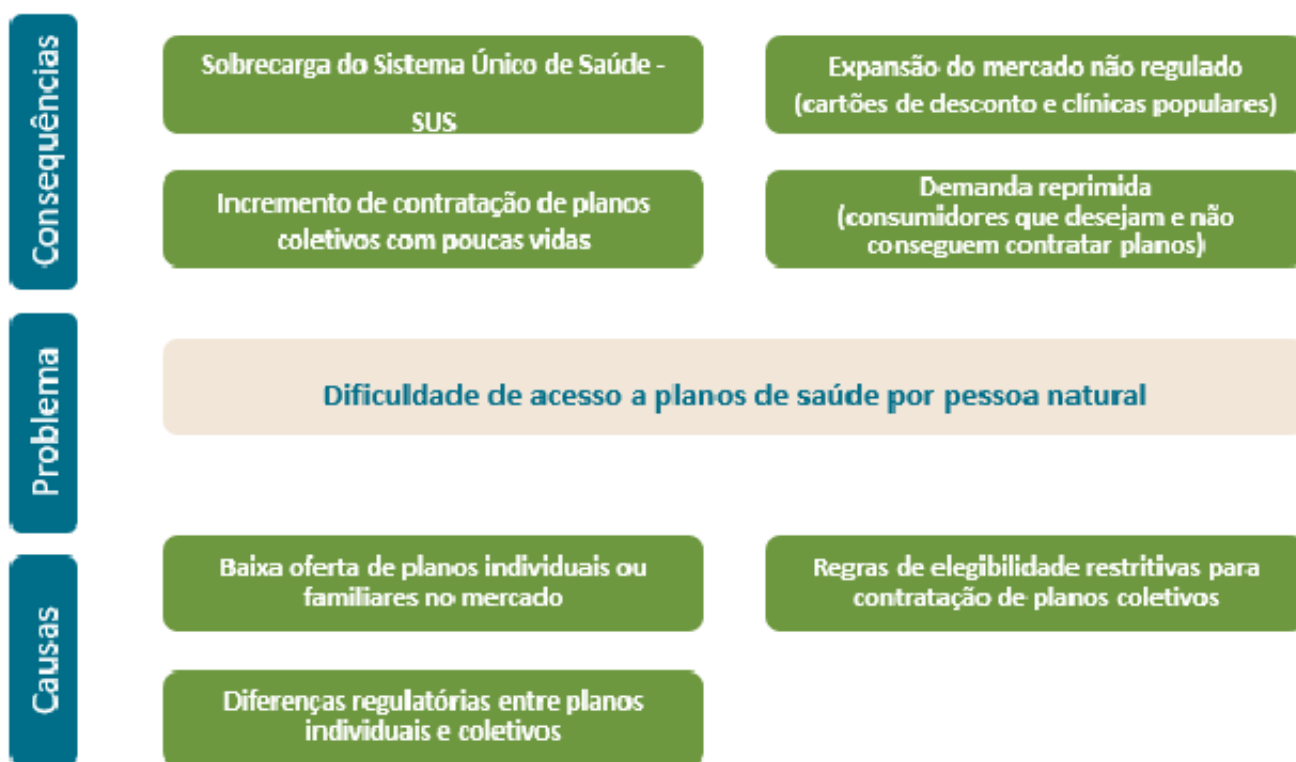 Consequências
Sobrecarga do Sistema Único de Saúde -
SUS
Expansão do mercado não regulado
(cartões de desconto e clínicas populares)
Incremento de contratação de planos
coletivos com poucas vidas
Demanda reprimida
(consumidores que desejam e não
conseguem contratar planos)
Problema
Dificuldade de acesso a planos de saúde por pessoa natural
Causas
Baixa oferta de planos individuais ou
familiares no mercado
Regras de elegibilidade restritivas para
contratação de planos coletivos
Diferenças regulatórias entre planos
individuais e coletivos